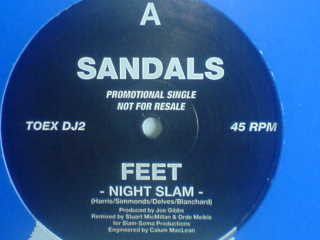 A
SANDALS
PROMOTIONAL SINGLE
NOT FOR RESALE
TOEX DJ2
45 RPM
FEET
- NIGHT SLAM -
(Harris/Simmonds/Delves/Blanchard)
Produced by Joe Gibbs
Remixed by Stuart McMillan & Orde Meikle
for Slam-Soma Productions
Engineered by Calum MacLean